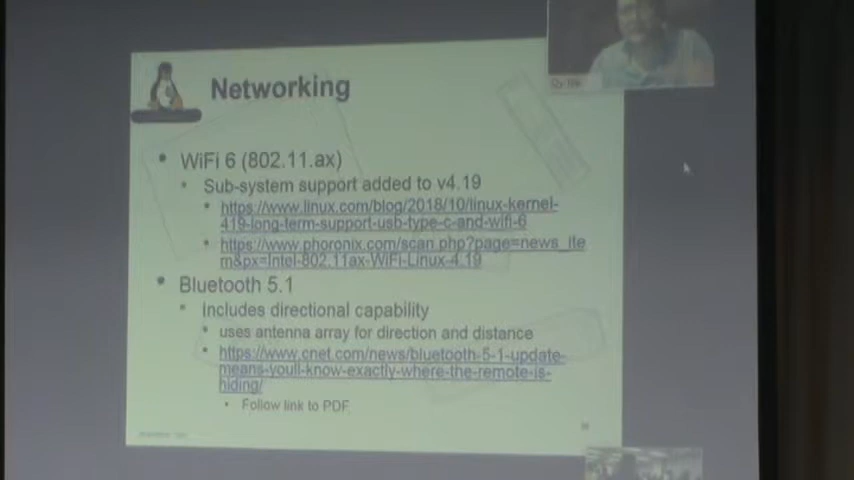 Networking
• WiFi 6 (802.11.ax)
• Sub-system support added to v4.19
• https://www.linux.com/blog/2018/10/linux-kernel-
419-long-term-support-usb-type-c-and-wifi-6
• https://www.phoronix.com/scan.php?page=news_ite
m&px=Intel-802.11ax-WiFi-Linux-4.19
• Bluetooth 5.1
• Includes directional capability
• uses antenna array for direction and distance
• https://www.cnet.com/news/bluetooth-5-1-update-
means-youll-know-exactly-where-the-remote-is-
hiding/
• Follow link to PDF